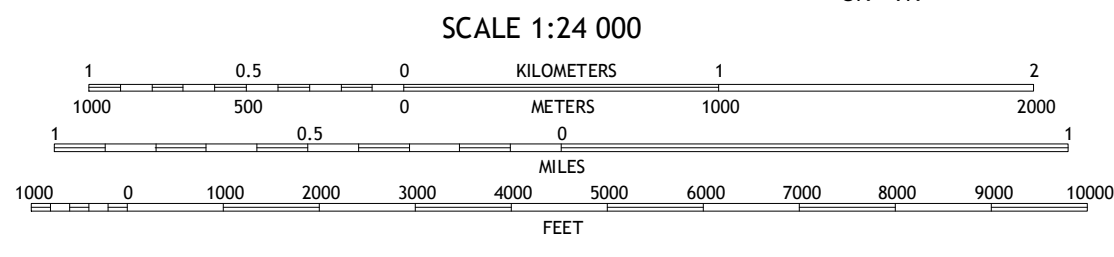 SCALE 1:24 000
1 0.5 0 KILOMETERS 1 2
1000 500 0 METERS 1000 2000
1 0.5 0 1
MILES
1000 0 1000 2000 3000 4000 5000 6000 7000 8000 9000 10000
FEET